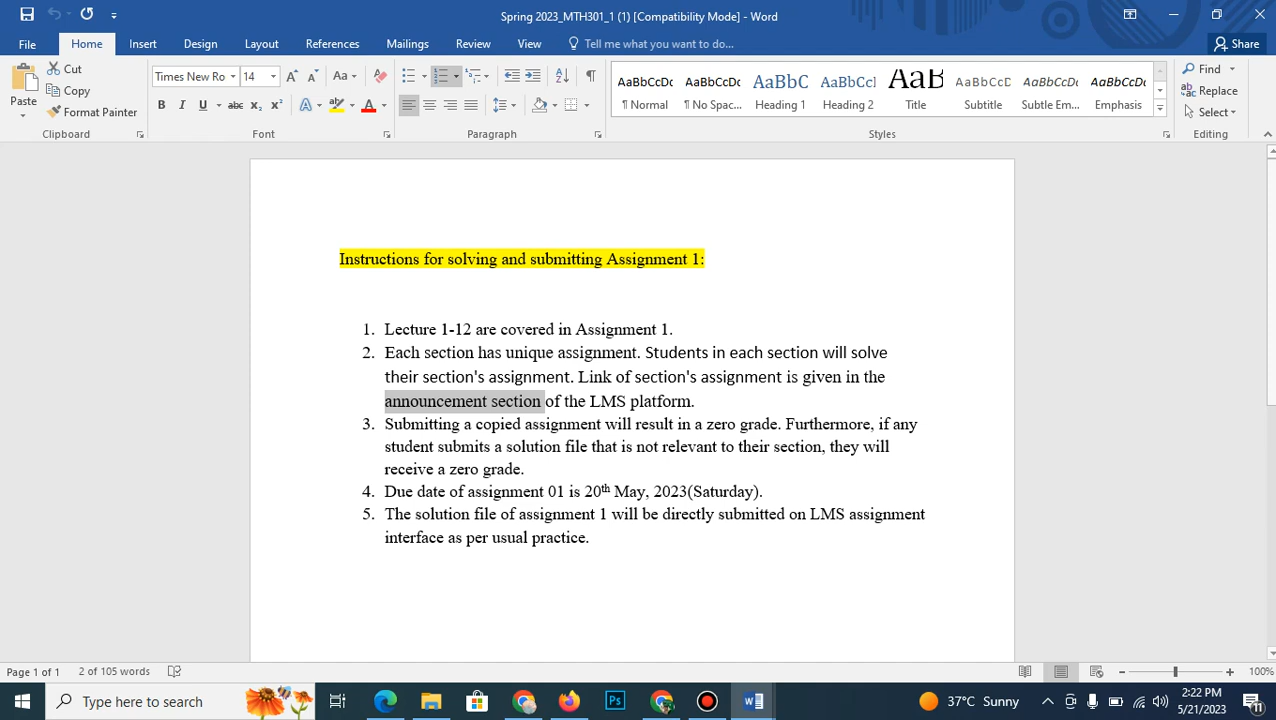 Spring 2023_MTH301_1 (1) [Compatibility Mode] - Word
File Home Insert Design Layout References Mailings Review View Tell me what you want to do... Share
Paste Cut Copy Format Painter
Times New Ro 14
AaBbCcDc AaBbCcDc AaBbC AaBbCcD AaB AaBbCcD AaBbCcDc AaBbCcDc
¶ Normal ¶ No Spac... Heading 1 Heading 2 Title Subtitle Subtle Em... Emphasis
Find Replace Select
Clipboard Font Paragraph Styles Editing
Instructions for solving and submitting Assignment 1:
1. Lecture 1-12 are covered in Assignment 1.
2. Each section has unique assignment. Students in each section will solve
their section's assignment. Link of section's assignment is given in the
announcement section of the LMS platform.
3. Submitting a copied assignment will result in a zero grade. Furthermore, if any
student submits a solution file that is not relevant to their section, they will
receive a zero grade.
4. Due date of assignment 01 is 20th May, 2023(Saturday).
5. The solution file of assignment 1 will be directly submitted on LMS assignment
interface as per usual practice.
Page 1 of 1 2 of 105 words 100%
Type here to search Ps 37°C Sunny 2:22 PM
5/21/2023 11